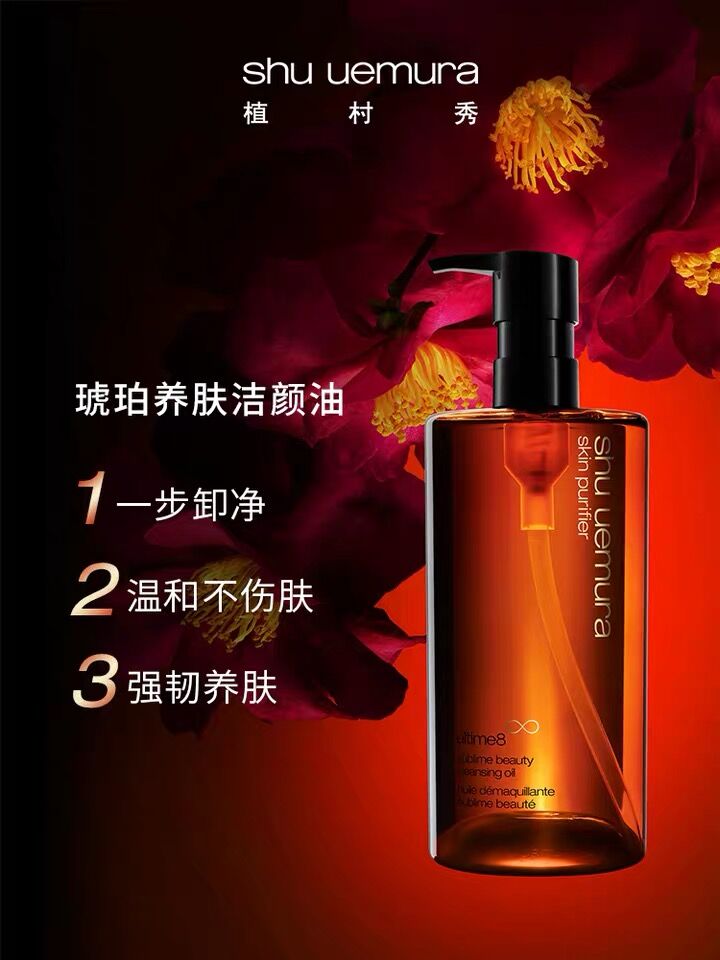 shu uemura
植村秀
琥珀养肤洁颜油
1 一步卸净
2 温和不伤肤
3 强韧养肤
shu uemura
skin purifier
ultime8
sublime beauty
cleansing oil
huile démaquillante
sublime beauté